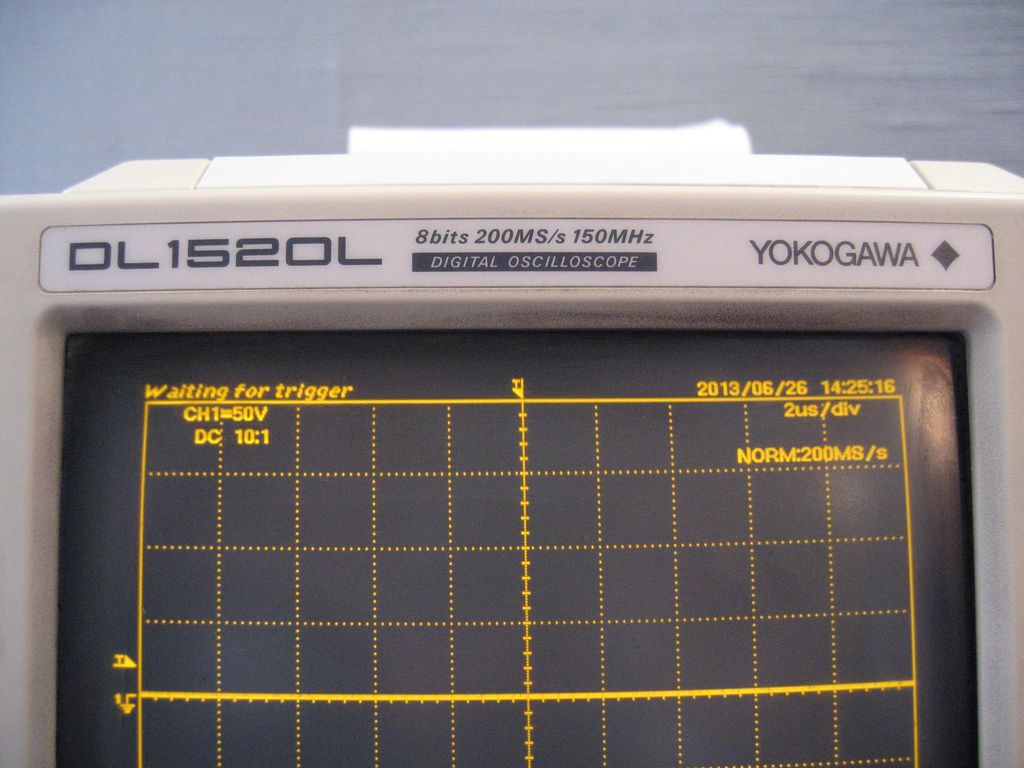 DL1520L
8bits 200MS/s 150MHz
DIGITAL OSCILLOSCOPE
YOKOGAWA
Waiting for trigger
2013/06/26 14:25:16
CH1=50V
2us/div
DC 10:1
NORM:200MS/s
T
T
1